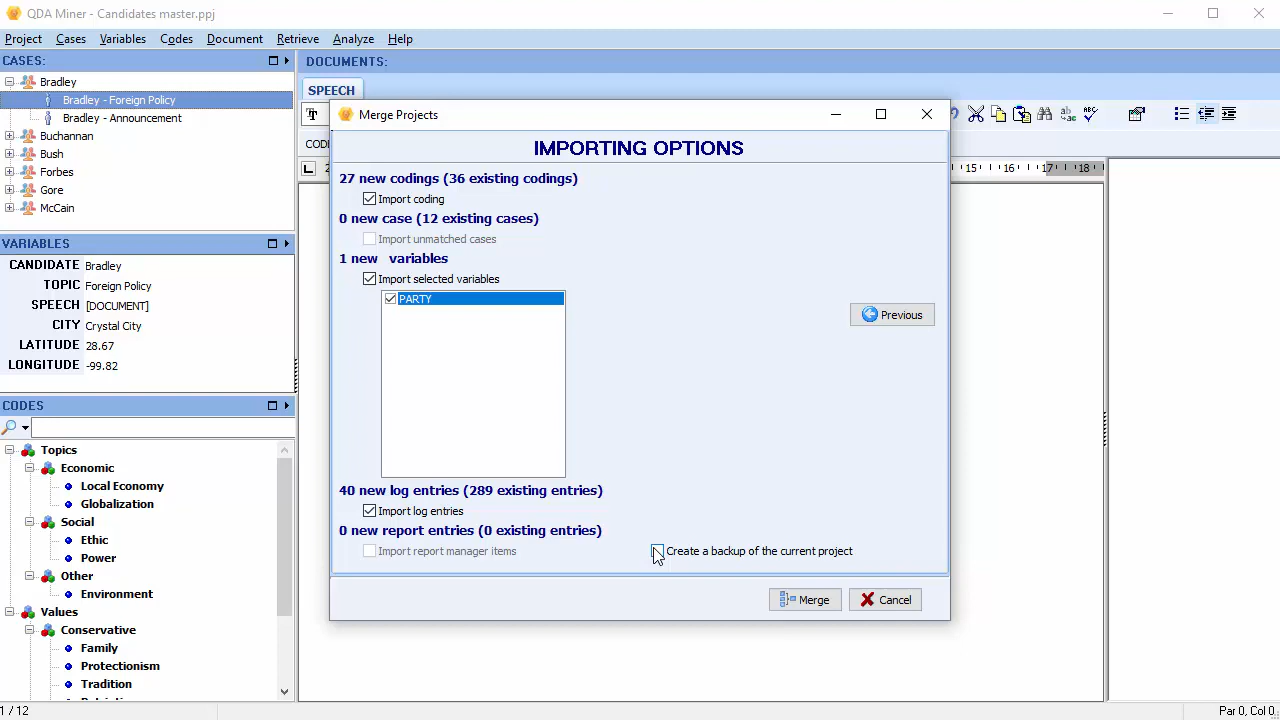 QDA Miner - Candidates master.ppj
Project Cases Variables Codes Document Retrieve Analyze Help
CASES:
Bradley
Bradley - Foreign Policy
Bradley - Announcement
Buchannan
Bush
Forbes
Gore
McCain
VARIABLES
CANDIDATE Bradley
TOPIC Foreign Policy
SPEECH [DOCUMENT]
CITY Crystal City
LATITUDE 28.67
LONGITUDE -99.82
CODES
Topics
Economic
Local Economy
Globalization
Social
Ethic
Power
Other
Environment
Values
Conservative
Family
Protectionism
Tradition
DOCUMENTS:
SPEECH
Merge Projects
IMPORTING OPTIONS
27 new codings (36 existing codings)
Import coding
0 new case (12 existing cases)
Import unmatched cases
1 new variables
Import selected variables
PARTY
Previous
40 new log entries (289 existing entries)
Import log entries
0 new report entries (0 existing entries)
Import report manager items
Create a backup of the current project
Merge Cancel
15 16 17 18
1 / 12
Par 0, Col 0